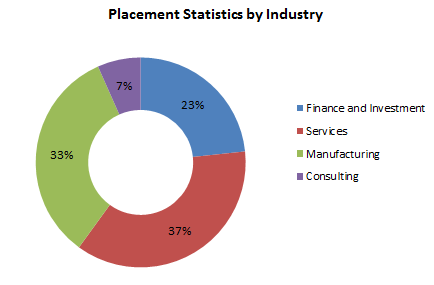 Placement Statistics by Industry
7%
23%
33%
37%
Finance and Investment
Services
Manufacturing
Consulting